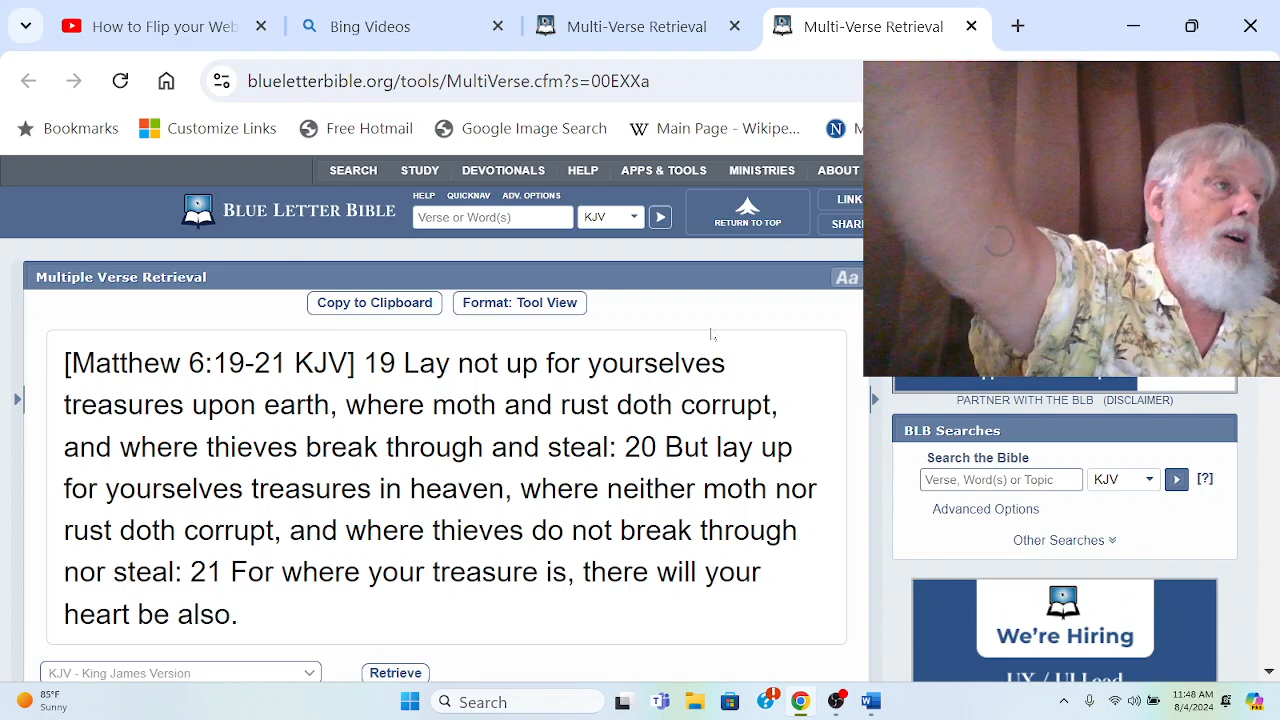 How to Flip your Web
Bing Videos
Multi-Verse Retrieval
Multi-Verse Retrieval
blueletterbible.org/tools/MultiVerse.cfm?s=00EXXa
Bookmarks
Customize Links
Free Hotmail
Google Image Search
W Main Page - Wikipe...
N
SEARCH STUDY DEVOTIONALS HELP APPS & TOOLS MINISTRIES ABOUT
HELP QUICKNAV ADV. OPTIONS
BLUE LETTER BIBLE
Verse or Word(s)
KJV
RETURN TO TOP
LINK
SHAR
Multiple Verse Retrieval
Aa
Copy to Clipboard
Format: Tool View
[Matthew 6:19-21 KJV] 19 Lay not up for yourselves
treasures upon earth, where moth and rust doth corrupt,
and where thieves break through and steal: 20 But lay up
for yourselves treasures in heaven, where neither moth nor
rust doth corrupt, and where thieves do not break through
nor steal: 21 For where your treasure is, there will your
heart be also.
KJV - King James Version
Retrieve
PARTNER WITH THE BLB (DISCLAIMER)
BLB Searches
Search the Bible
Verse, Word(s) or Topic
KJV
[?]
Advanced Options
Other Searches
We're Hiring
UX / UI Lead
85°F
Sunny
Search
11:48 AM
8/4/2024